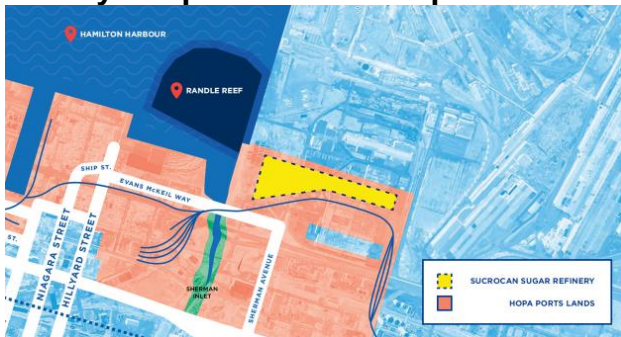 HAMILTON HARBOUR
RANDLE REEF
SHIP ST.
EVANS McKEIL WAY
ST.
NIAGARA STREET
HILLYARD STREET
SHERMAN
INLET
SHERMAN AVENUE
SUCROCAN SUGAR REFINERY
HOPA PORTS LANDS